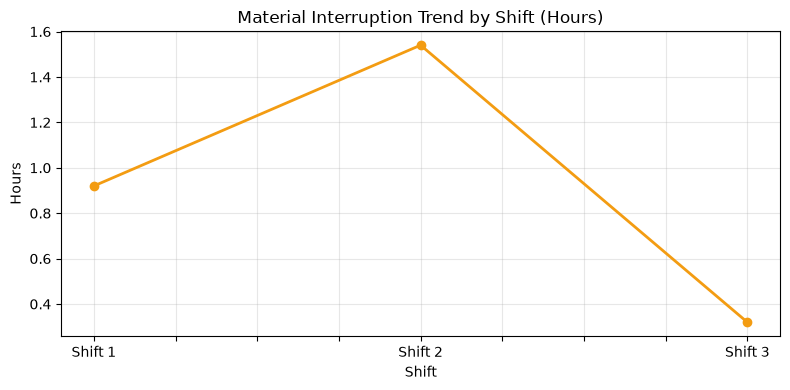 Material Interruption Trend by Shift (Hours)
Hours
1.6
1.4
1.2
1.0
0.8
0.6
0.4
Shift 1 Shift 2 Shift 3
Shift